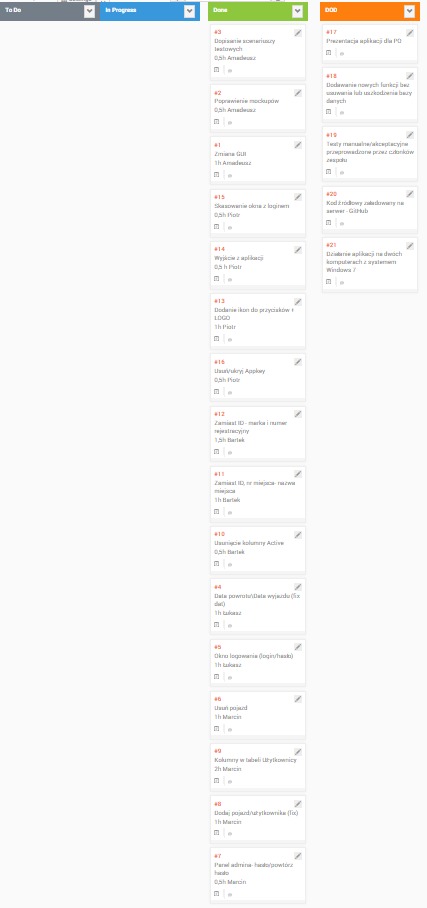 To Do
In Progress
Done
DOD
#3
Dopisanie scenariuszy
testowych
0,5h Amadeusz
#2
Poprawienie mockupów
0,5h Amadeusz
#1
Zmiana GUI
1h Amadeusz
#15
Skasowanie okna z loginem
0,5h Piotr
#14
Wyjście z aplikacji
0,5 h Piotr
#13
Dodanie ikon do przycisków +
LOGO
1h Piotr
#16
Usuń/ukryj Appkey
0,5h Piotr
#12
Zamiast ID - marka i numer
rejestracyjny
1,5h Bartek
#11
Zamiast ID, nr miejsca- nazwa
miejsca
1h Bartek
#10
Usunięcie kolumny Active
0,5h Bartek
#4
Data powrotu\Data wyjazdu (fix
dat)
1h Łukasz
#5
Okno logowania (login/hasło)
1h Łukasz
#6
Usuń pojazd
1h Marcin
#9
Kolumny w tabeli Użytkownicy
2h Marcin
#8
Dodaj pojazd/użytkownika (fix)
1h Marcin
#7
Panel admina- hasło/powtórz
hasło
0,5h Marcin
#17
Prezentacja aplikacji dla PO
#18
Dodawanie nowych funkcji bez
usuwania lub uszkodzenia bazy
danych
#19
Testy manualne/akceptacyjne
przeprowadzone przez członków
zespołu
#20
Kod źródłowy załadowany na
serwer - GitHub
#21
Działanie aplikacji na dwóch
komputerach z systemem
Windows 7